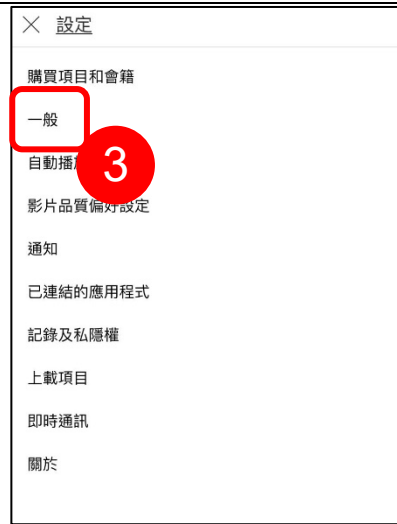 × 設定
購買項目和會籍
一般
3
自動播
影片品質偏好設定
通知
已連結的應用程式
記錄及私隱權
上載項目
即時通訊
關於